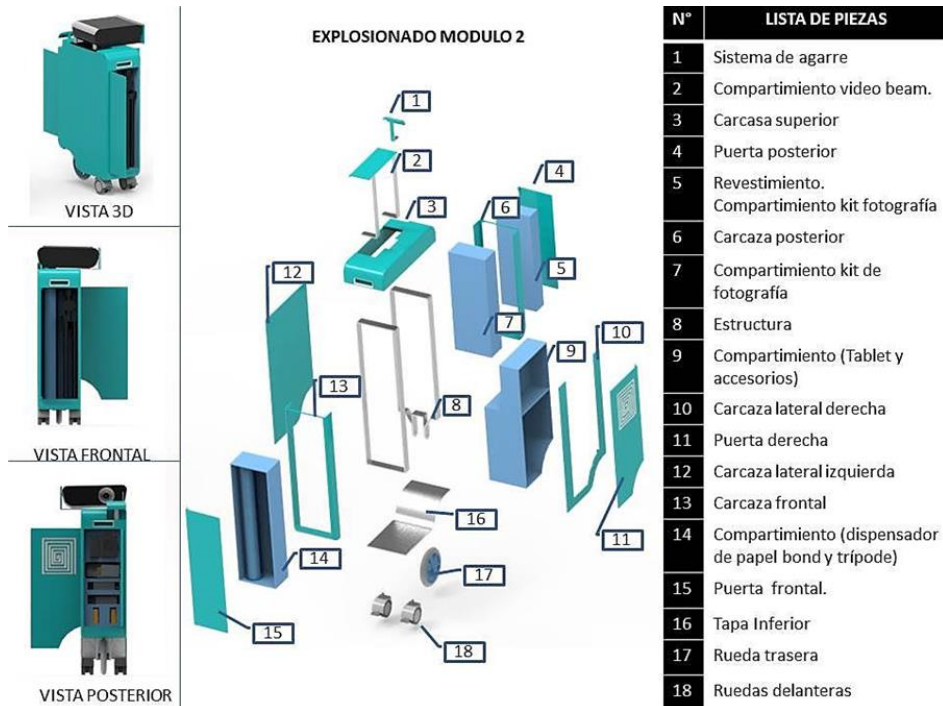 VISTA 3D
VISTA FRONTAL
VISTA POSTERIOR
EXPLOSIONADO MODULO 2
1
2
3
4
6
5
12
7
10
9
13
8
16
11
14
17
15
18
N° LISTA DE PIEZAS
1 Sistema de agarre
2 Compartimiento video beam.
3 Carcasa superior
4 Puerta posterior
5 Revestimiento.
Compartimiento kit fotografía
6 Carcaza posterior
7 Compartimiento kit de
fotografía
8 Estructura
9 Compartimiento (Tablet y
accesorios)
10 Carcaza lateral derecha
11 Puerta derecha
12 Carcaza lateral izquierda
13 Carcaza frontal
14 Compartimiento (dispensador
de papel bond y trípode)
15 Puerta frontal.
16 Tapa Inferior
17 Rueda trasera
18 Ruedas delanteras